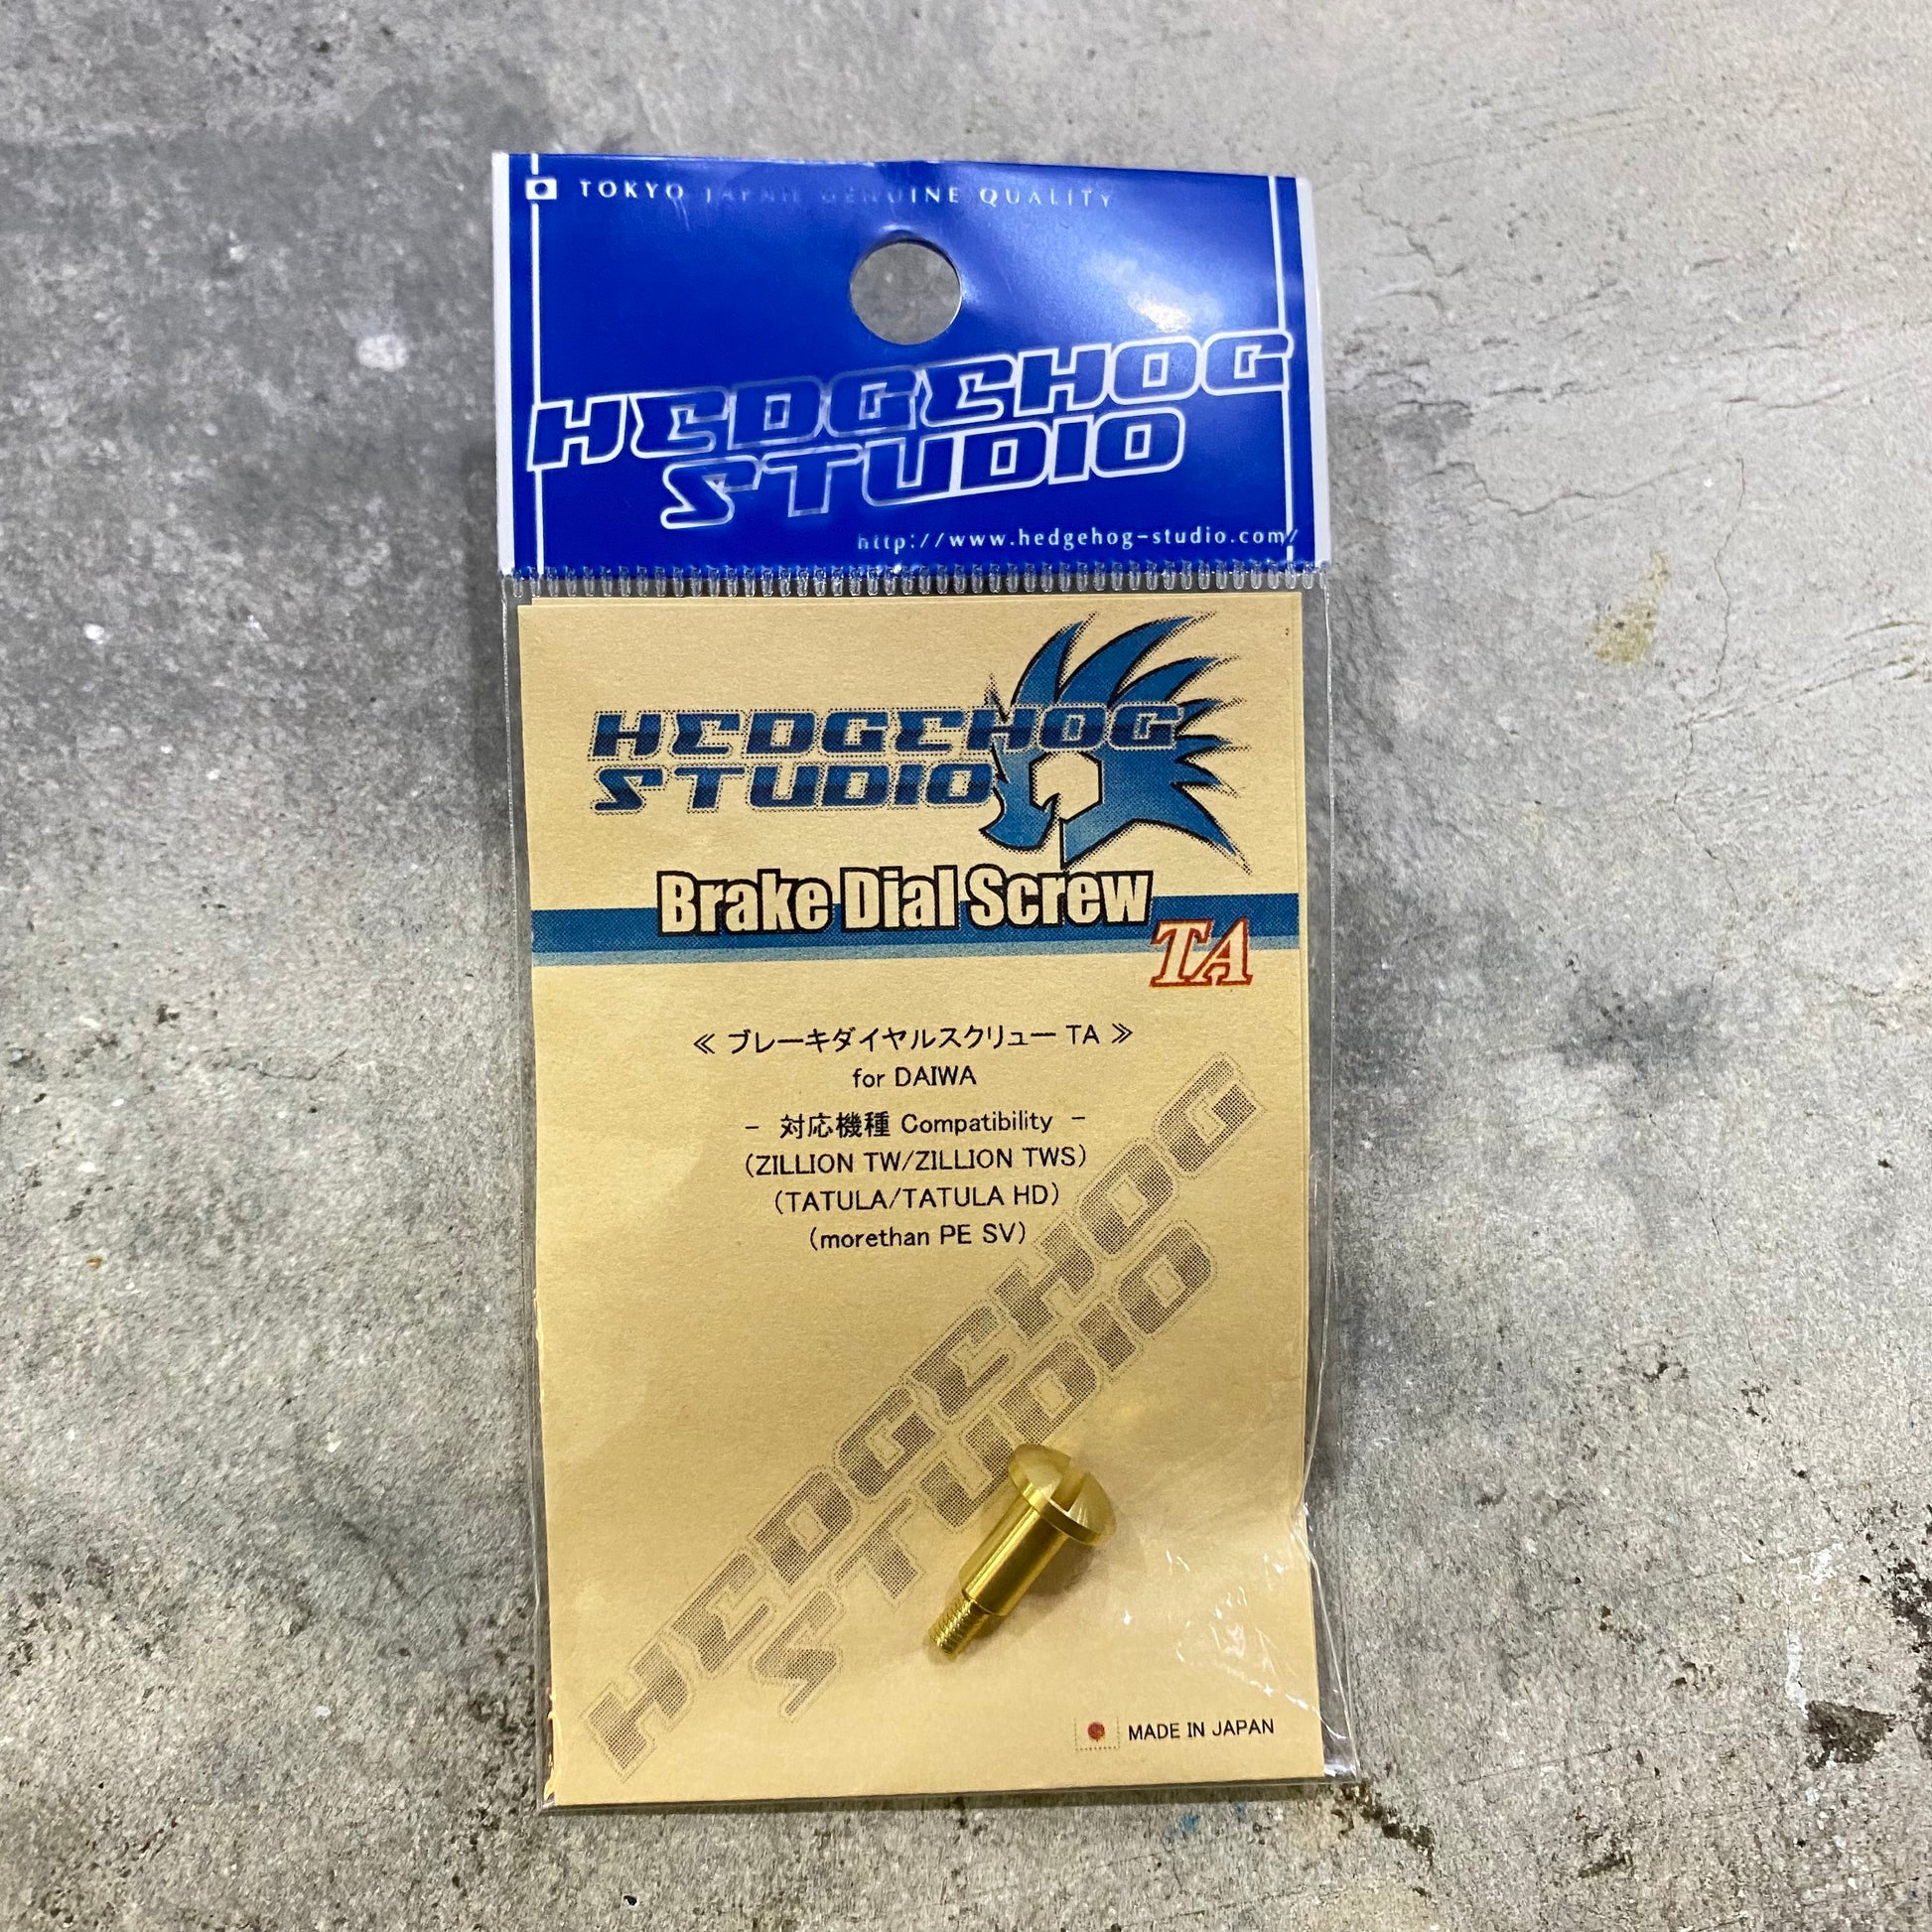 TOKYO JAPAN GENUINE QUALITY
HEDGEHOG
STUDIO
http://www.hedgehog-studio.com/
HEDGEHOG
STUDIO
Brake Dial Screw
TA
≪ ブレーキダイヤルスクリュー TA ≫
for DAIWA
- 対応機種 Compatibility -
(ZILLION TW/ZILLION TWS)
(TATULA/TATULA HD)
(morethan PE SV)
HEDGEHOG
STUDIO
MADE IN JAPAN